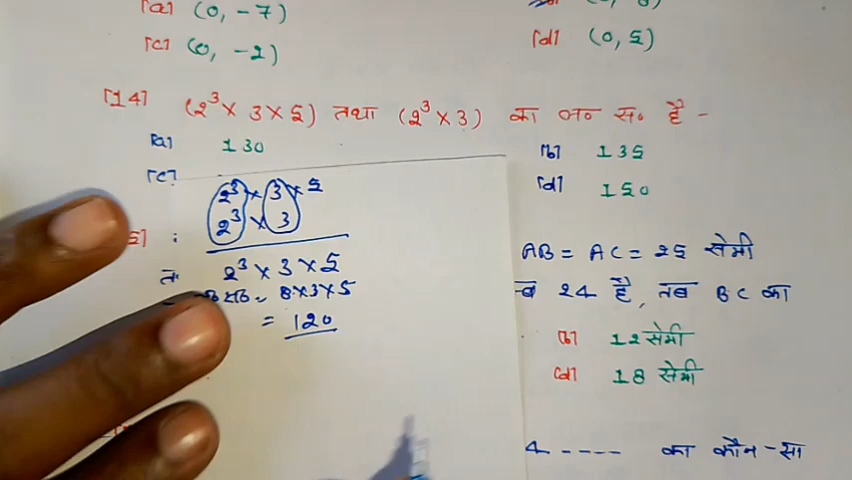 [a] (0, -7)
[c] (0, -2)
[d] (0, 5)
[14] (2³ × 3 × 5) तथा (2³ × 3) का ल० स० है -
[a] 130
[b] 135
[c]
[d] 150
2³ × 3 × 5
2³ × 3
2³ × 3 × 5
= 8×3×5
= 120
5] :
AB = AC = 25 सेमी
24 है, तब BC का
[b] 12 सेमी
[d] 18 सेमी
4 ---- का कौन-सा